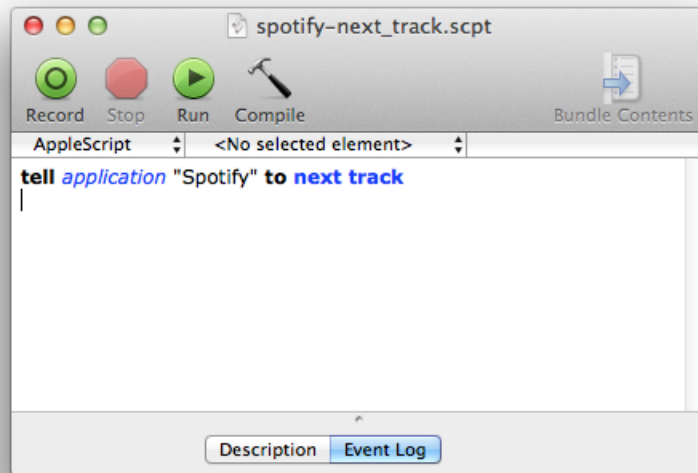 spotify-next_track.scpt
Record Stop Run Compile Bundle Contents
AppleScript <No selected element>
tell application "Spotify" to next track
Description Event Log